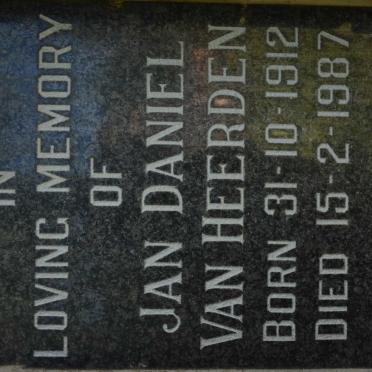 IN
LOVING MEMORY
OF
JAN DANIEL
VAN HEERDEN
BORN 31-10-1912
DIED 15-2-1987